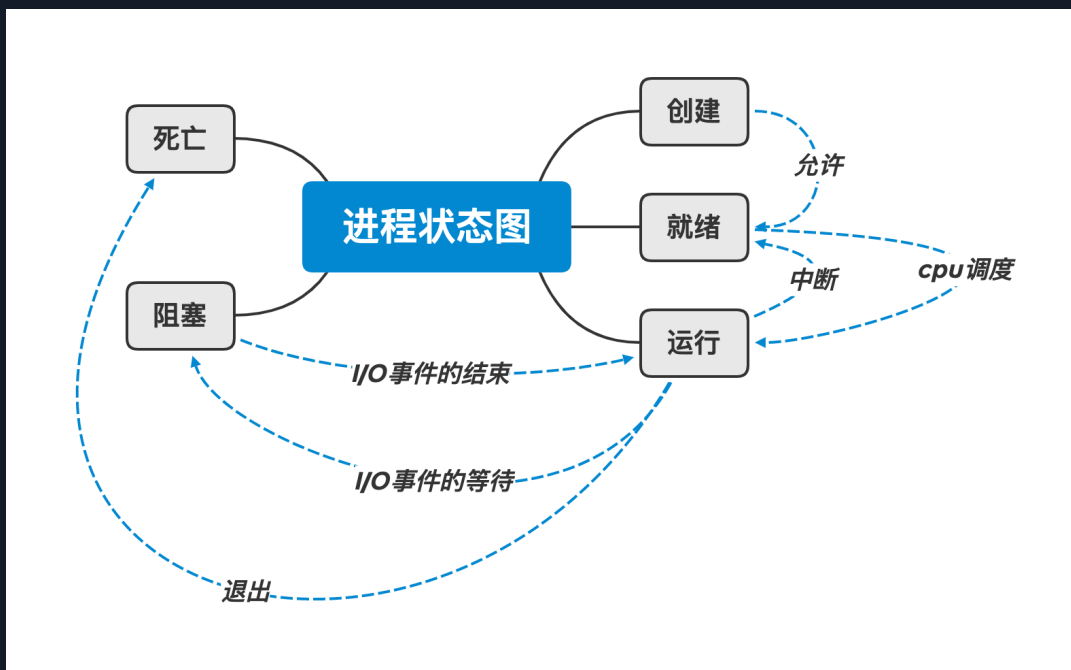 创建
死亡
允许
进程状态图
就绪
cpu调度
中断
阻塞
运行
I/O事件的结束
I/O事件的等待
退出